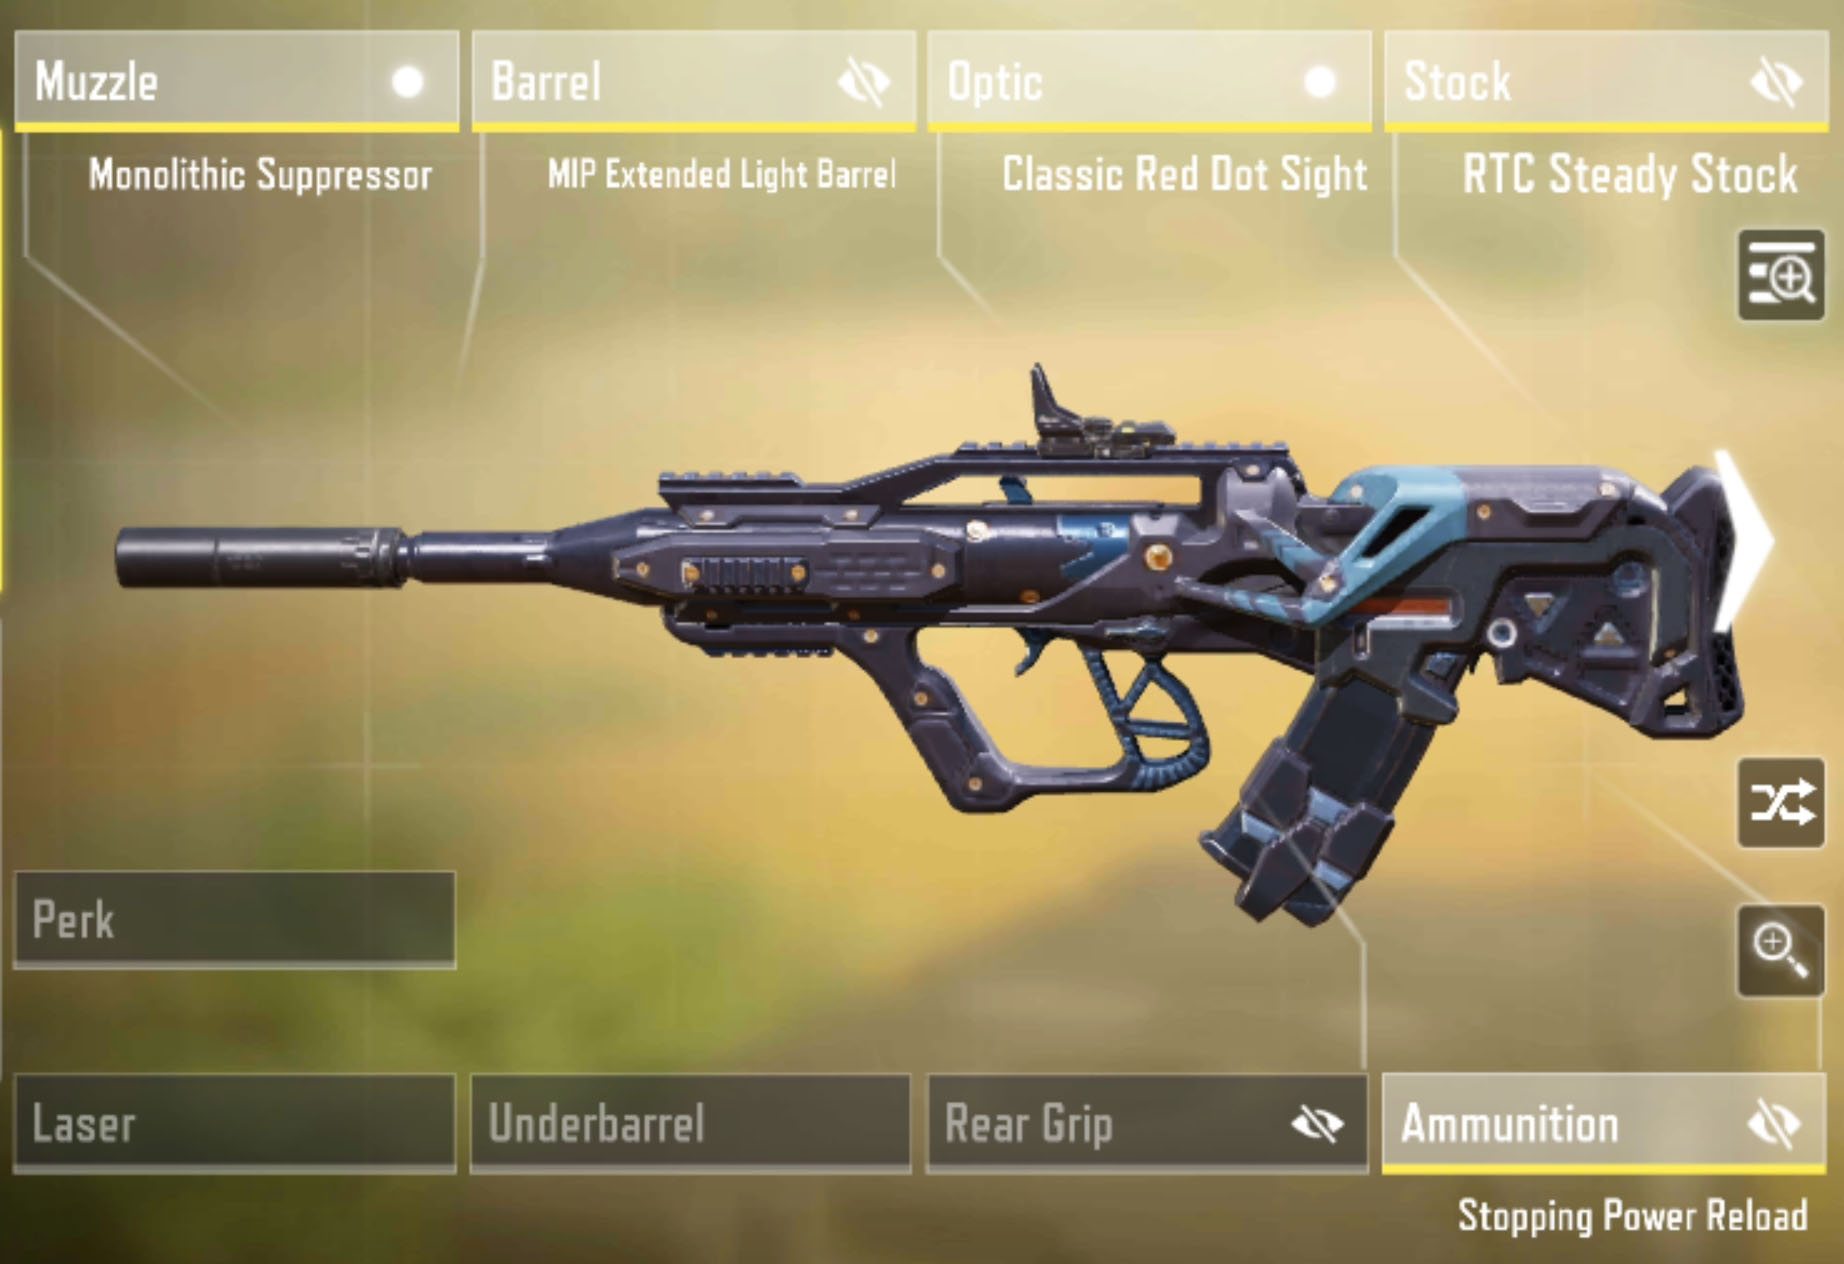 Muzzle
Barrel
Optic
Stock
Monolithic Suppressor
MIP Extended Light Barrel
Classic Red Dot Sight
RTC Steady Stock
Perk
Laser
Underbarrel
Rear Grip
Ammunition
Stopping Power Reload